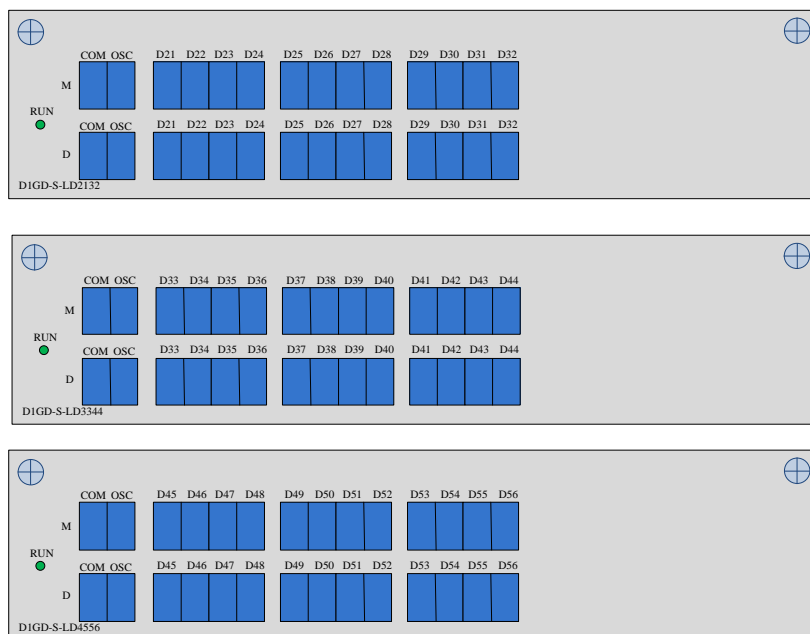 COM OSC D21 D22 D23 D24 D25 D26 D27 D28 D29 D30 D31 D32
M
RUN
COM OSC D21 D22 D23 D24 D25 D26 D27 D28 D29 D30 D31 D32
D
D1GD-S-LD2132
COM OSC D33 D34 D35 D36 D37 D38 D39 D40 D41 D42 D43 D44
M
RUN
COM OSC D33 D34 D35 D36 D37 D38 D39 D40 D41 D42 D43 D44
D
D1GD-S-LD3344
COM OSC D45 D46 D47 D48 D49 D50 D51 D52 D53 D54 D55 D56
M
RUN
COM OSC D45 D46 D47 D48 D49 D50 D51 D52 D53 D54 D55 D56
D
D1GD-S-LD4556